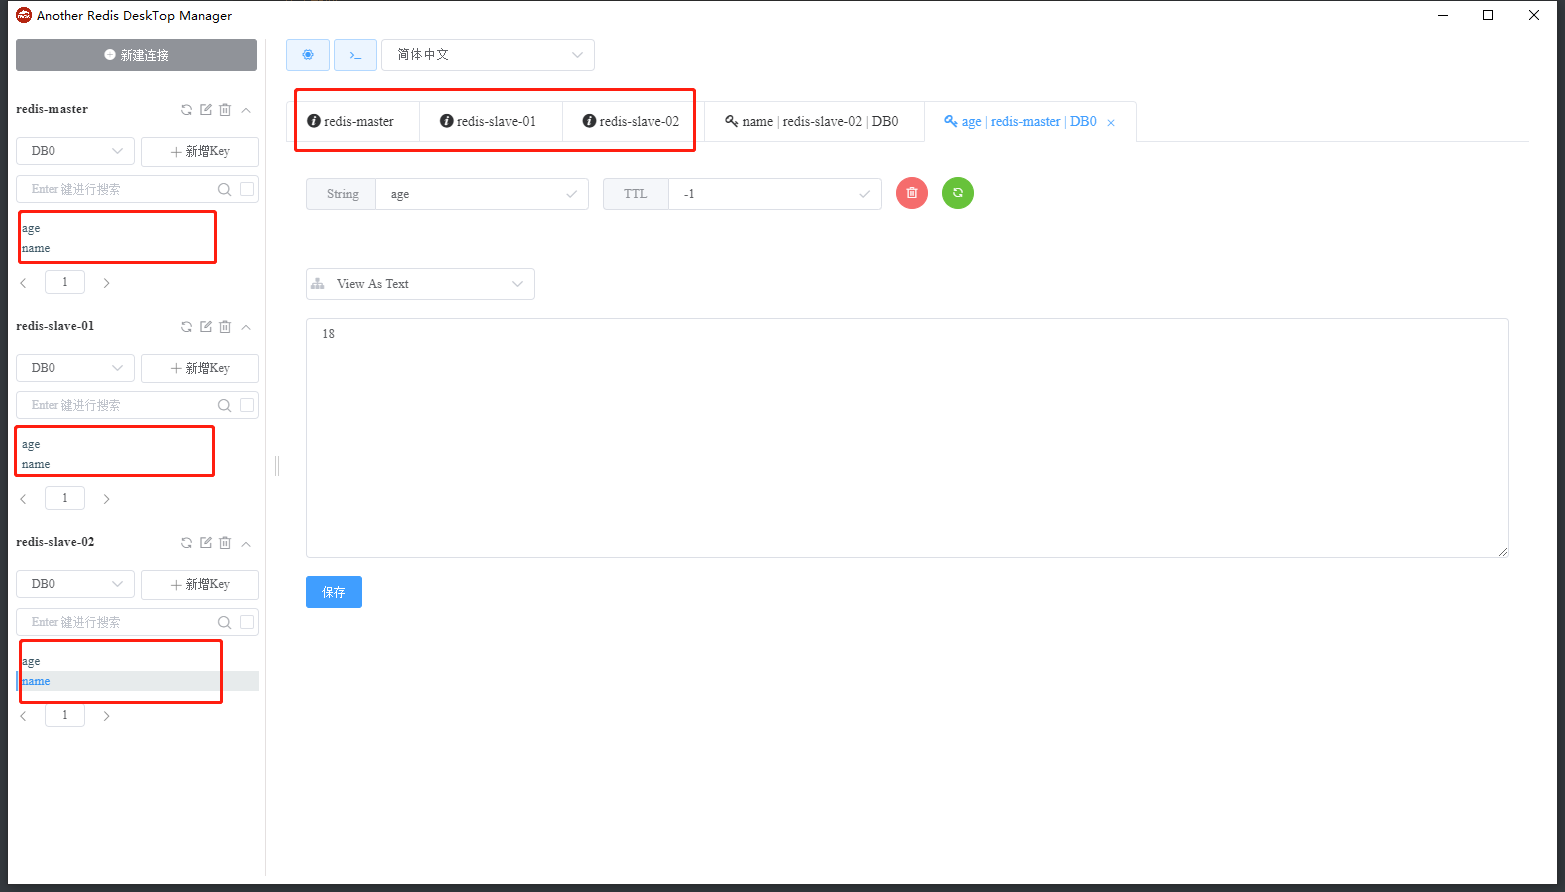 Another Redis DeskTop Manager
新建连接
redis-master
DB0
新增Key
Enter 键进行搜索
age
name
1
redis-slave-01
DB0
新增Key
Enter 键进行搜索
age
name
1
redis-slave-02
DB0
新增Key
Enter 键进行搜索
age
name
1
>_
简体中文
redis-master
redis-slave-01
redis-slave-02
name | redis-slave-02 | DB0
age | redis-master | DB0
String age TTL -1
View As Text
18
保存